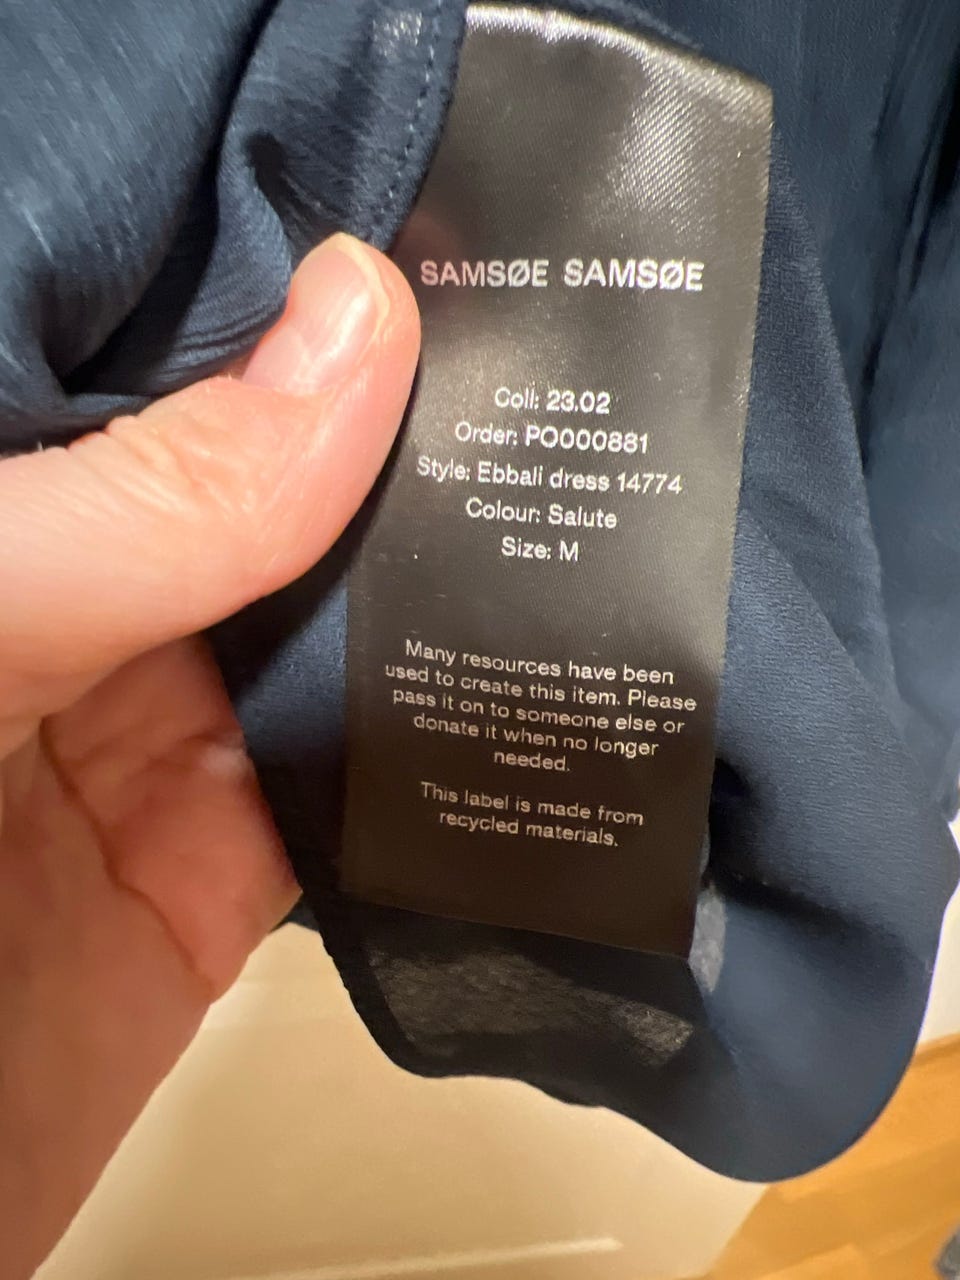 SAMSØE SAMSØE
Coll: 23.02
Order: PO000881
Style: Ebbali dress 14774
Colour: Salute
Size: M
Many resources have been
used to create this item. Please
pass it on to someone else or
donate it when no longer
needed.
This label is made from
recycled materials.